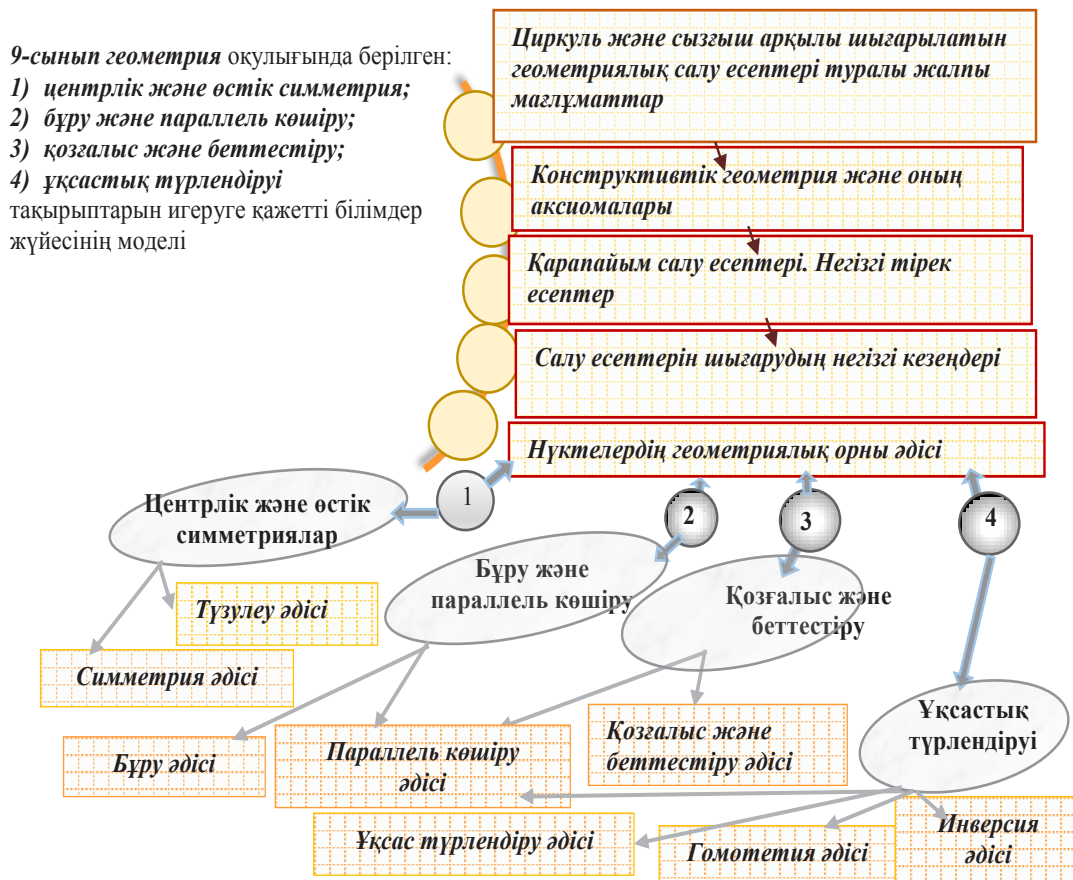 9-сынып геометрия оқулығында берілген:
1) центрлік және өстік симметрия;
2) бұру және параллель көшіру;
3) қозғалыс және беттестіру;
4) ұқсастық түрлендіруі
тақырыптарын игеруге қажетті білімдер
жүйесінің моделі
Циркуль және сызғыш арқылы шығарылатын
геометриялық салу есептері туралы жалпы
мағлұматтар
Конструктивтік геометрия және оның
аксиомалары
Қарапайым салу есептері. Негізгі тірек
есептер
Салу есептерін шығарудың негізгі кезеңдері
Нүктелердің геометриялық орны әдісі
1
2
3
4
Центрлік және өстік
симметриялар
Бұру және
параллель көшіру
Қозғалыс және
беттестіру
Ұқсастық
түрлендіруі
Түзулеу әдісі
Симметрия әдісі
Бұру әдісі
Параллель көшіру
әдісі
Қозғалыс және
беттестіру әдісі
Ұқсас түрлендіру әдісі
Гомотетия әдісі
Инверсия
әдісі